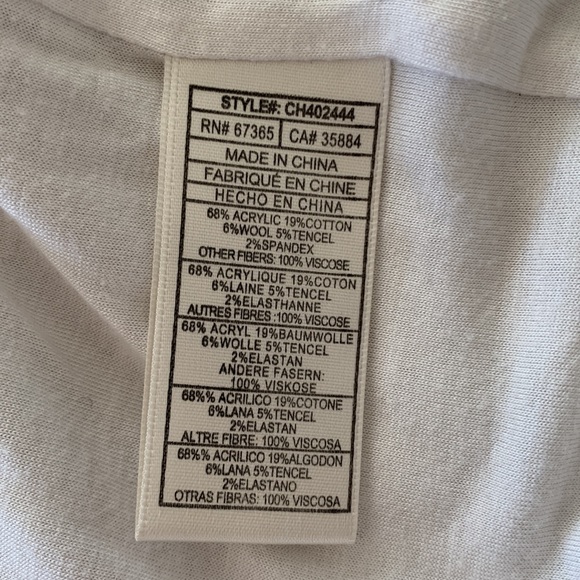 STYLE#: CH402444
RN# 67365 CA# 35884
MADE IN CHINA
FABRIQUÉ EN CHINE
HECHO EN CHINA
68% ACRYLIC 19%COTTON
6%WOOL 5%TENCEL
2%SPANDEX
OTHER FIBERS: 100% VISCOSE
68% ACRYLIQUE 19%COTON
6%LAINE 5%TENCEL
2%ELASTHANNE
AUTRES FIBRES :100% VISCOSE
68% ACRYL 19%BAUMWOLLE
6%WOLLE 5%TENCEL
2%ELASTAN
ANDERE FASERN:
100% VISKOSE
68%% ACRILICO 19%COTONE
6%LANA 5%TENCEL
2%ELASTAN
ALTRE FIBRE: 100% VISCOSA
68%% ACRILICO 19%ALGODON
6%LANA 5%TENCEL
2%ELASTANO
OTRAS FIBRAS: 100% VISCOSA